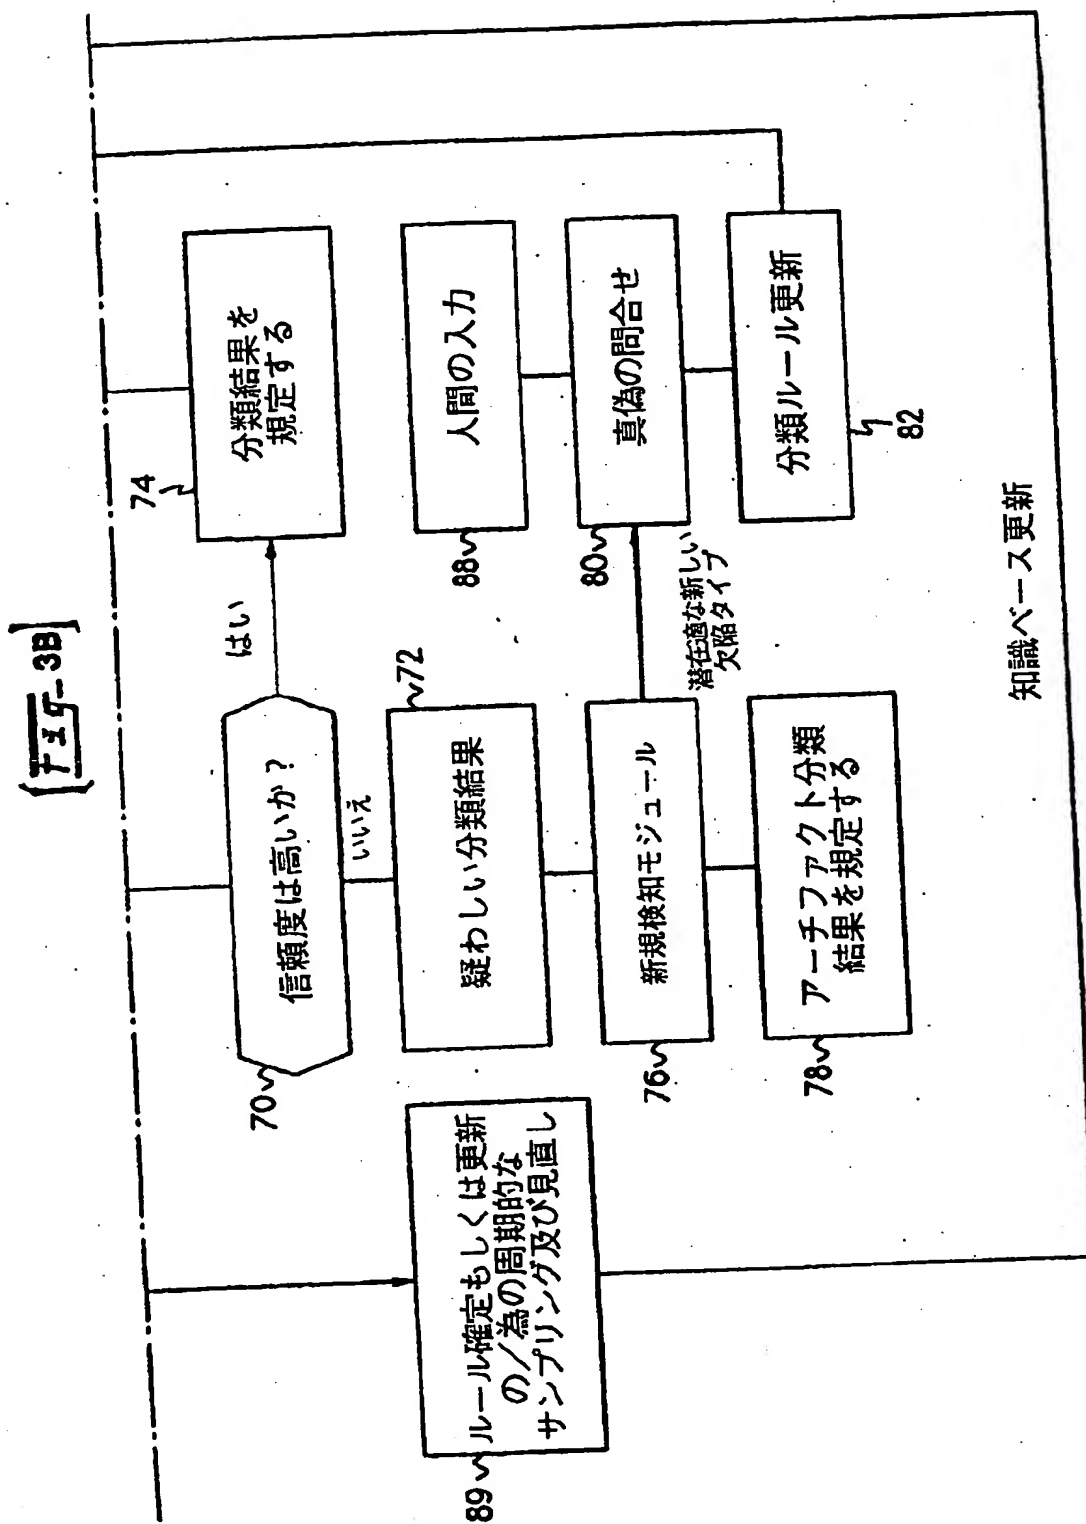 [Fig-3B]
89
ルール確定もしくは更新
の/為の周期的な
サンプリング及び見直し
70
信頼度は高いか?
はい
いいえ
74
分類結果を
規定する
72
疑わしい分類結果
88
人間の入力
76
新規検知モジュール
潜在適な新しい
欠陥タイプ
80
真偽の問合せ
78
アーチファクト分類
結果を規定する
分類ルール更新
82
知識ベース更新